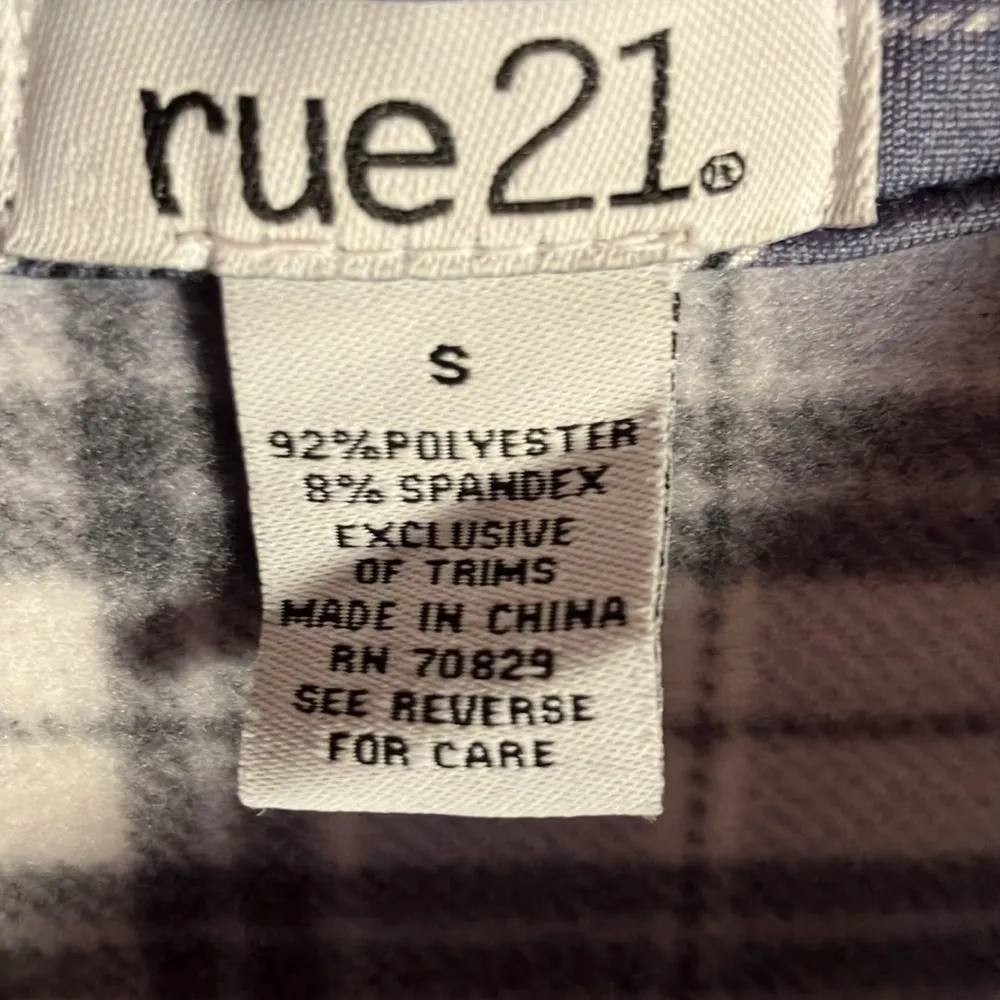 rue21®
S
92%POLYESTER
8% SPANDEX
EXCLUSIVE
OF TRIMS
MADE IN CHINA
RN 70829
SEE REVERSE
FOR CARE